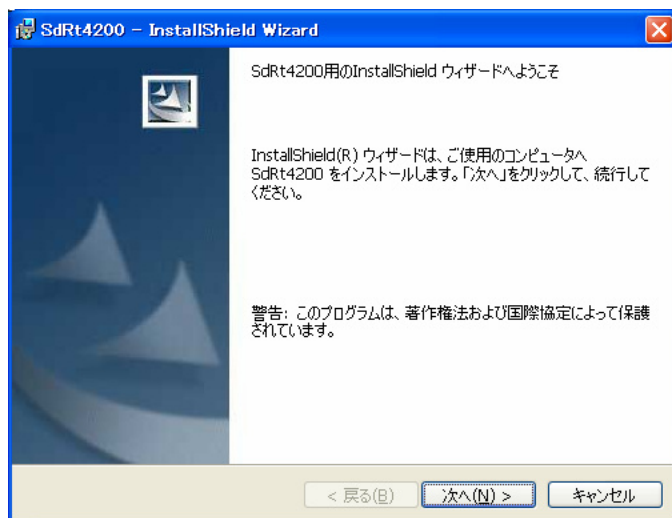 SdRt4200 - InstallShield Wizard
SdRt4200用のInstallShield ウィザードへようこそ
InstallShield(R) ウィザードは、ご使用のコンピュータへ
SdRt4200 をインストールします。「次へ」をクリックして、続行して
ください。
警告: このプログラムは、著作権法および国際協定によって保護
されています。
< 戻る(B)
次へ(N) >
キャンセル